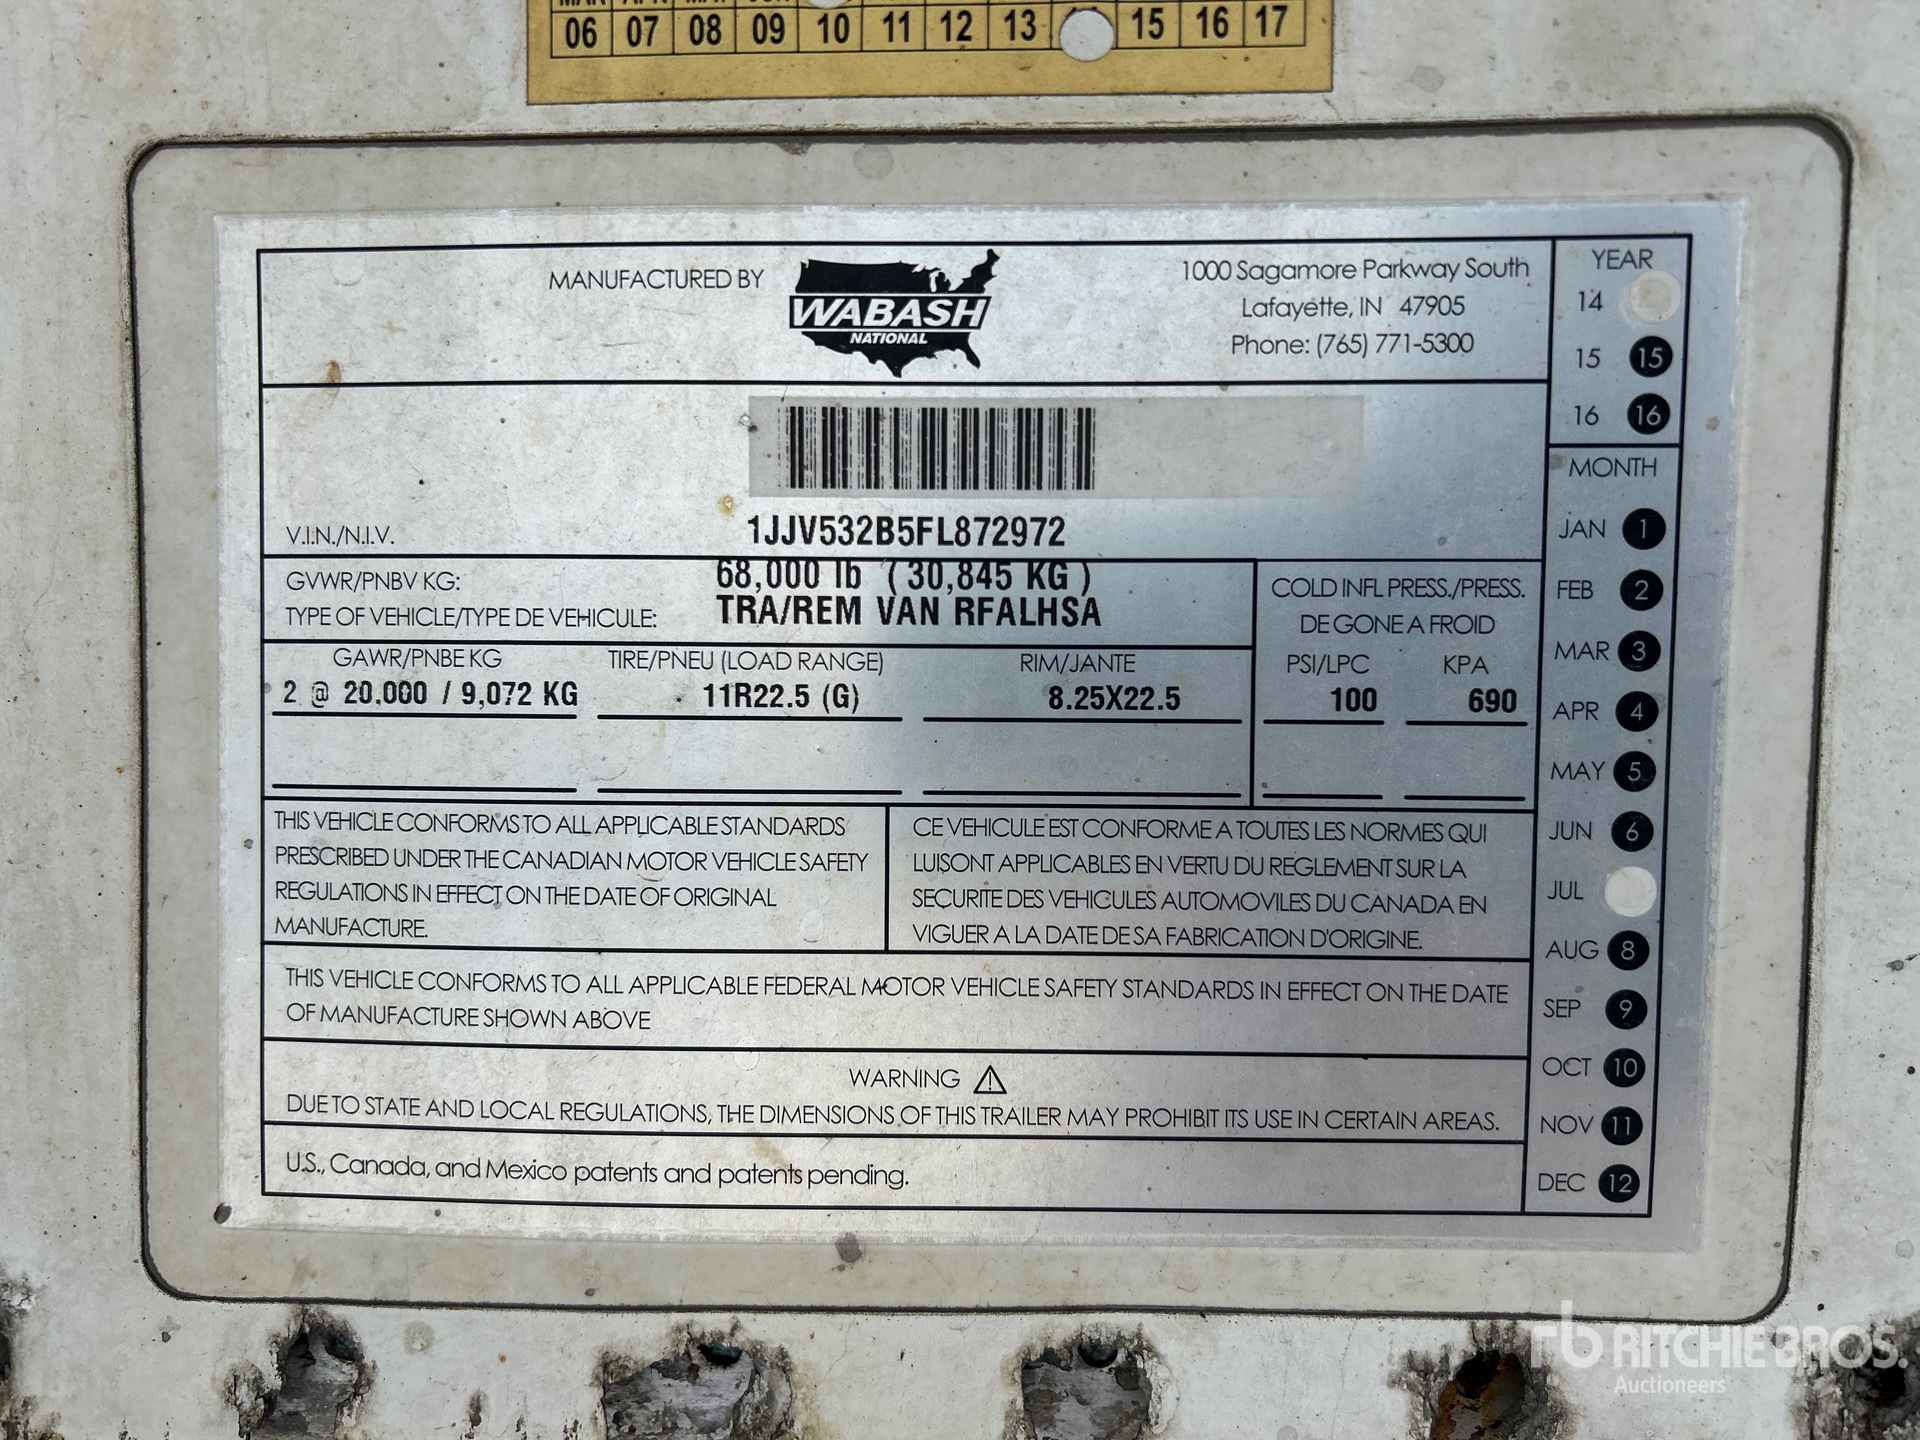 06 07 08 09 10 11 12 13 15 16 17
MANUFACTURED BY
WABASH
NATIONAL
1000 Sagamore Parkway South
Lafayette, IN 47905
Phone: (765) 771-5300
V.I.N./N.I.V.
1JJV532B5FL872972
GVWR/PNBV KG: 68,000 lb (30,845 KG)
TYPE OF VEHICLE/TYPE DE VEHICULE: TRA/REM VAN RFALHSA
COLD INFL PRESS./PRESS.
DE GONE A FROID
GAWR/PNBE KG TIRE/PNEU (LOAD RANGE) RIM/JANTE PSI/LPC KPA
2 @ 20,000 / 9,072 KG 11R22.5 (G) 8.25X22.5 100 690
THIS VEHICLE CONFORMS TO ALL APPLICABLE STANDARDS
PRESCRIBED UNDER THE CANADIAN MOTOR VEHICLE SAFETY
REGULATIONS IN EFFECT ON THE DATE OF ORIGINAL
MANUFACTURE.
CE VEHICULE EST CONFORME A TOUTES LES NORMES QUI
LUISONT APPLICABLES EN VERTU DU REGLEMENT SUR LA
SECURITE DES VEHICULES AUTOMOVILES DU CANADA EN
VIGUER A LA DATE DE SA FABRICATION D'ORIGINE.
THIS VEHICLE CONFORMS TO ALL APPLICABLE FEDERAL MOTOR VEHICLE SAFETY STANDARDS IN EFFECT ON THE DATE
OF MANUFACTURE SHOWN ABOVE
WARNING
DUE TO STATE AND LOCAL REGULATIONS, THE DIMENSIONS OF THIS TRAILER MAY PROHIBIT ITS USE IN CERTAIN AREAS.
U.S., Canada, and Mexico patents and patents pending.
YEAR
14
15 15
16 16
MONTH
JAN 1
FEB 2
MAR 3
APR 4
MAY 5
JUN 6
JUL
AUG 8
SEP 9
OCT 10
NOV 11
DEC 12
rb RITCHIE BROS.
Auctioneers